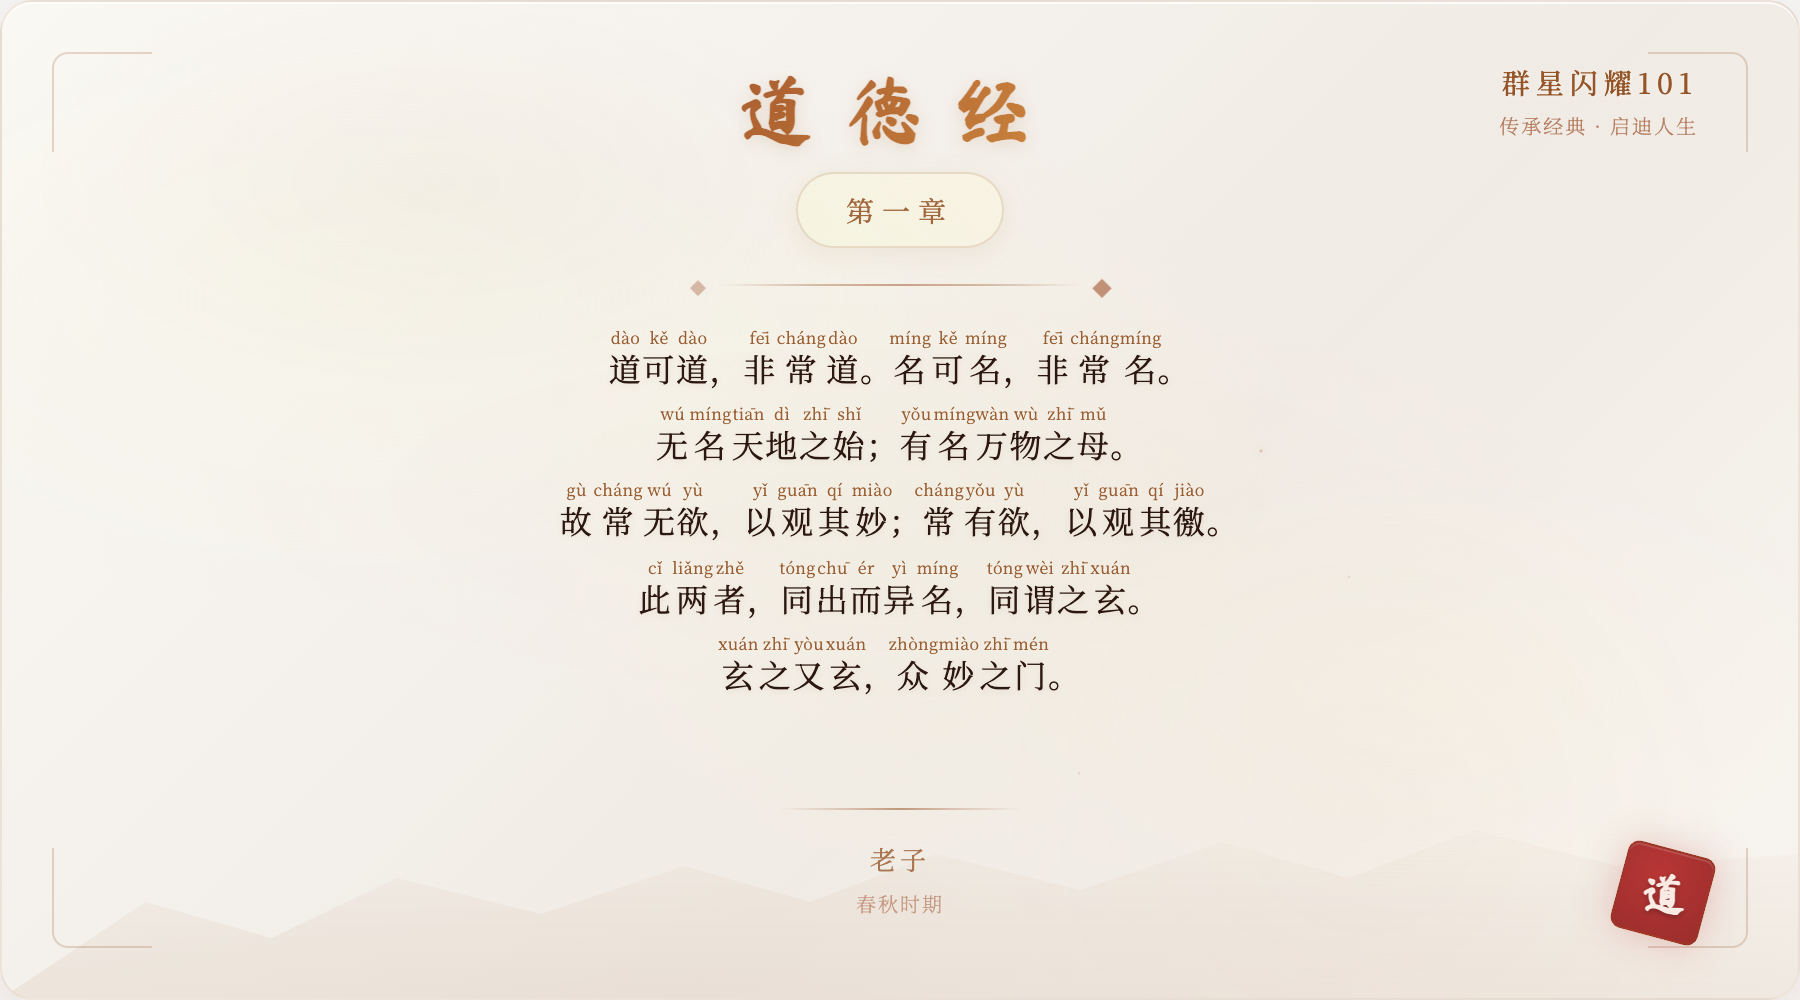 道德经
群星闪耀101
传承经典 · 启迪人生
第一章
dào kě dào fēi cháng dào míng kě míng fēi cháng míng
道可道，非常道。名可名，非常名。
wú míng tiān dì zhī shǐ yǒu míng wàn wù zhī mǔ
无名天地之始；有名万物之母。
gù cháng wú yù yǐ guān qí miào cháng yǒu yù yǐ guān qí jiào
故常无欲，以观其妙；常有欲，以观其徼。
cǐ liǎng zhě tóng chū ér yì míng tóng wèi zhī xuán
此两者，同出而异名，同谓之玄。
xuán zhī yòu xuán zhòng miào zhī mén
玄之又玄，众妙之门。
老子
春秋时期
道